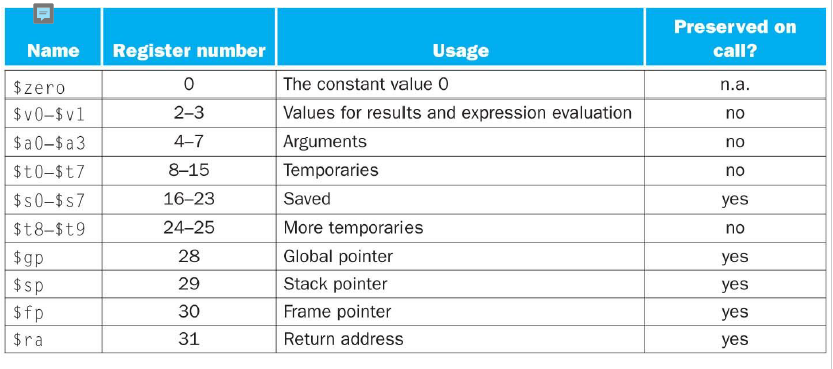 Name Register number Usage Preserved on call?
$zero 0 The constant value 0 n.a.
$v0–$v1 2–3 Values for results and expression evaluation no
$a0–$a3 4–7 Arguments no
$t0–$t7 8–15 Temporaries no
$s0–$s7 16–23 Saved yes
$t8–$t9 24–25 More temporaries no
$gp 28 Global pointer yes
$sp 29 Stack pointer yes
$fp 30 Frame pointer yes
$ra 31 Return address yes